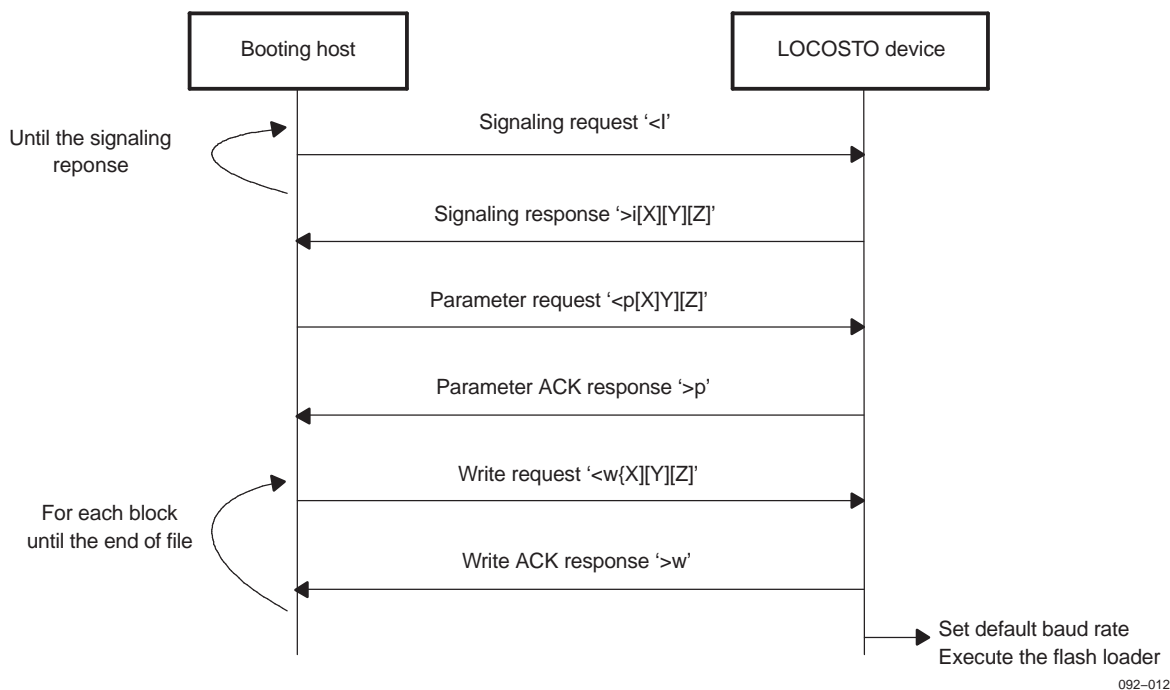 Booting host
LOCOSTO device
Signaling request ‘<I’
Until the signaling
reponse
Signaling response ‘>i[X][Y][Z]’
Parameter request ‘<p[X]Y][Z]’
Parameter ACK response ‘>p’
Write request ‘<w{X][Y][Z]’
For each block
until the end of file
Write ACK response ‘>w’
Set default baud rate
Execute the flash loader
092–012